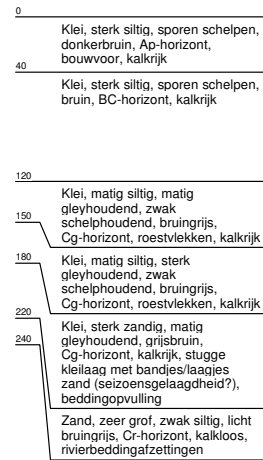 0
Klei, sterk siltig, sporen schelpen,
donkerbruin, Ap-horizont,
bouwvoor, kalkrijk
40
Klei, sterk siltig, sporen schelpen,
bruin, BC-horizont, kalkrijk
120
Klei, matig siltig, matig
gleyhoudend, zwak
schelphoudend, bruingrijs,
Cg-horizont, roestvlekken, kalkrijk
150
Klei, matig siltig, sterk
gleyhoudend, zwak
schelphoudend, bruingrijs,
Cg-horizont, roestvlekken, kalkrijk
180
Klei, sterk zandig, matig
gleyhoudend, grijsbruin,
Cg-horizont, kalkrijk, stugge
kleilaag met bandjes/laagjes
zand (seizoensgelaagdheid?),
beddingopvulling
220
Zand, zeer grof, zwak siltig, licht
bruingrijs, Cr-horizont, kalkloos,
rivierbeddingafzettingen
240